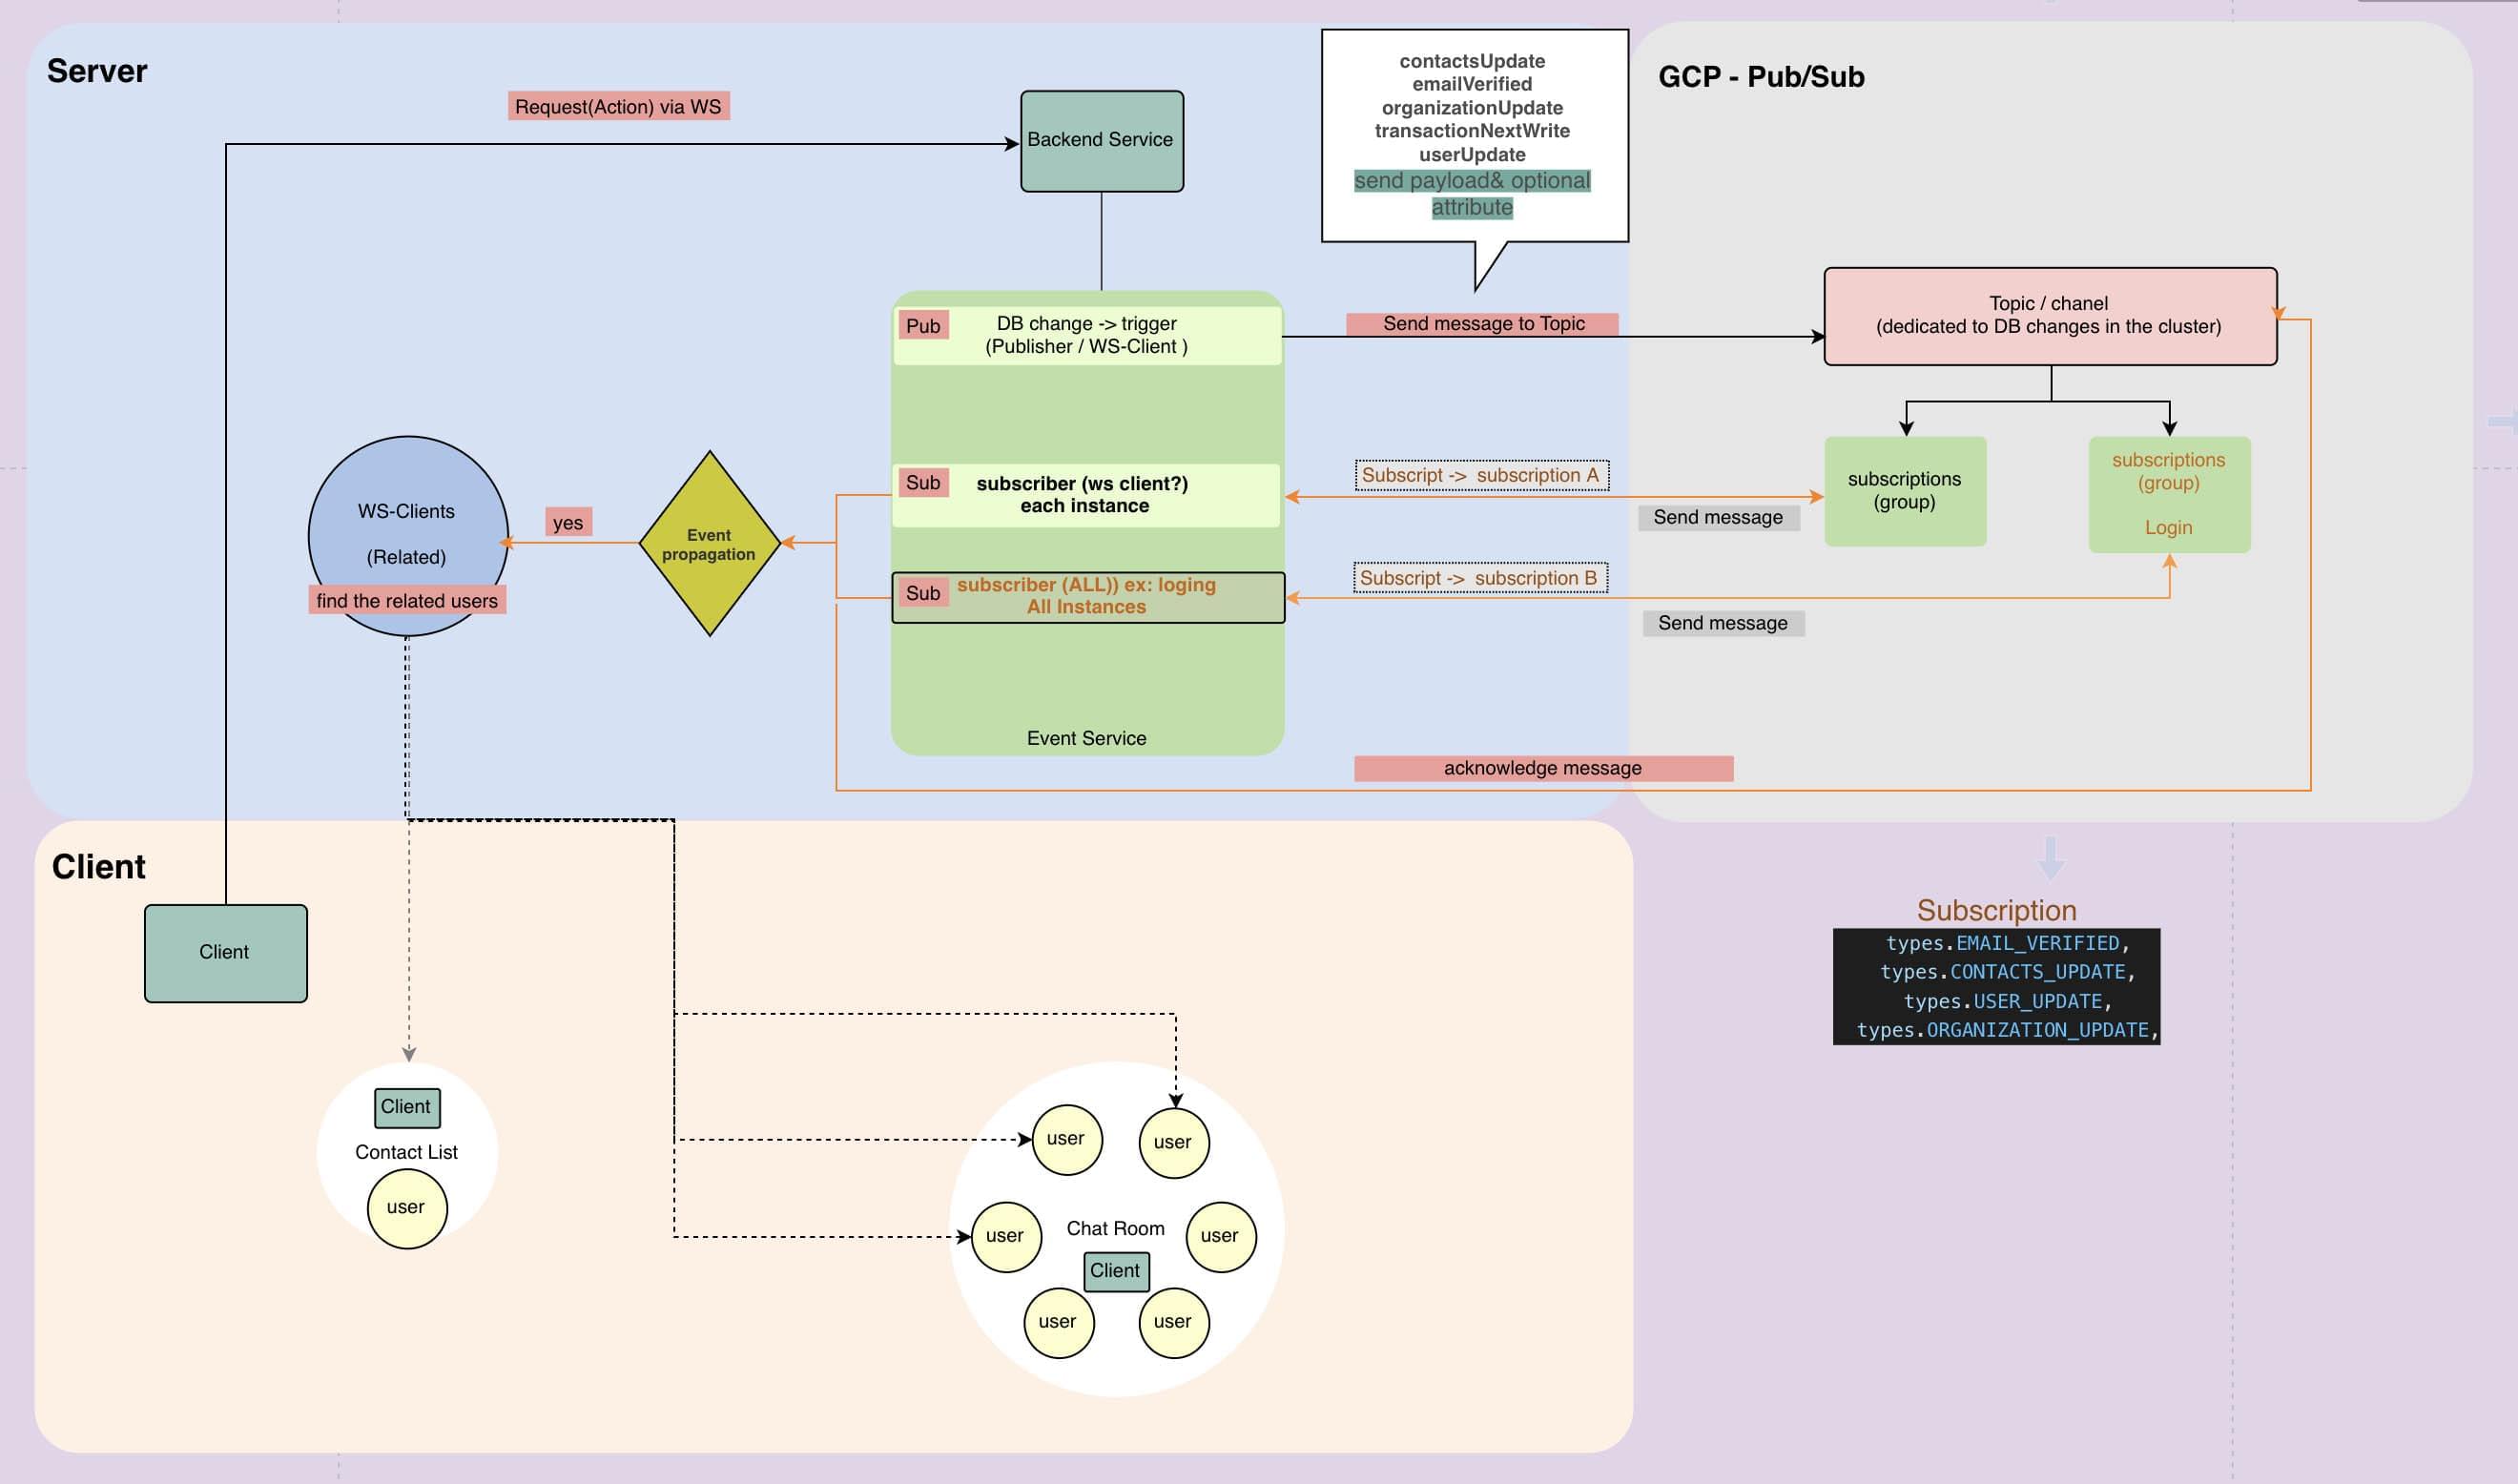 Server
Request(Action) via WS
Backend Service
contactsUpdate
emailVerified
organizationUpdate
transactionNextWrite
userUpdate
send payload& optional
attribute
GCP - Pub/Sub
Pub
DB change -> trigger
(Publisher / WS-Client )
Send message to Topic
Topic / chanel
(dedicated to DB changes in the cluster)
Sub
subscriber (ws client?)
each instance
Subscript -> subscription A
Send message
subscriptions
(group)
subscriptions
(group)
Login
WS-Clients
(Related)
find the related users
yes
Event
propagation
Sub
subscriber (ALL)) ex: loging
All Instances
Subscript -> subscription B
Send message
Event Service
acknowledge message
Client
Client
Subscription
types.EMAIL_VERIFIED,
types.CONTACTS_UPDATE,
types.USER_UPDATE,
types.ORGANIZATION_UPDATE,
Client
Contact List
user
user
user
user
Chat Room
user
Client
user
user